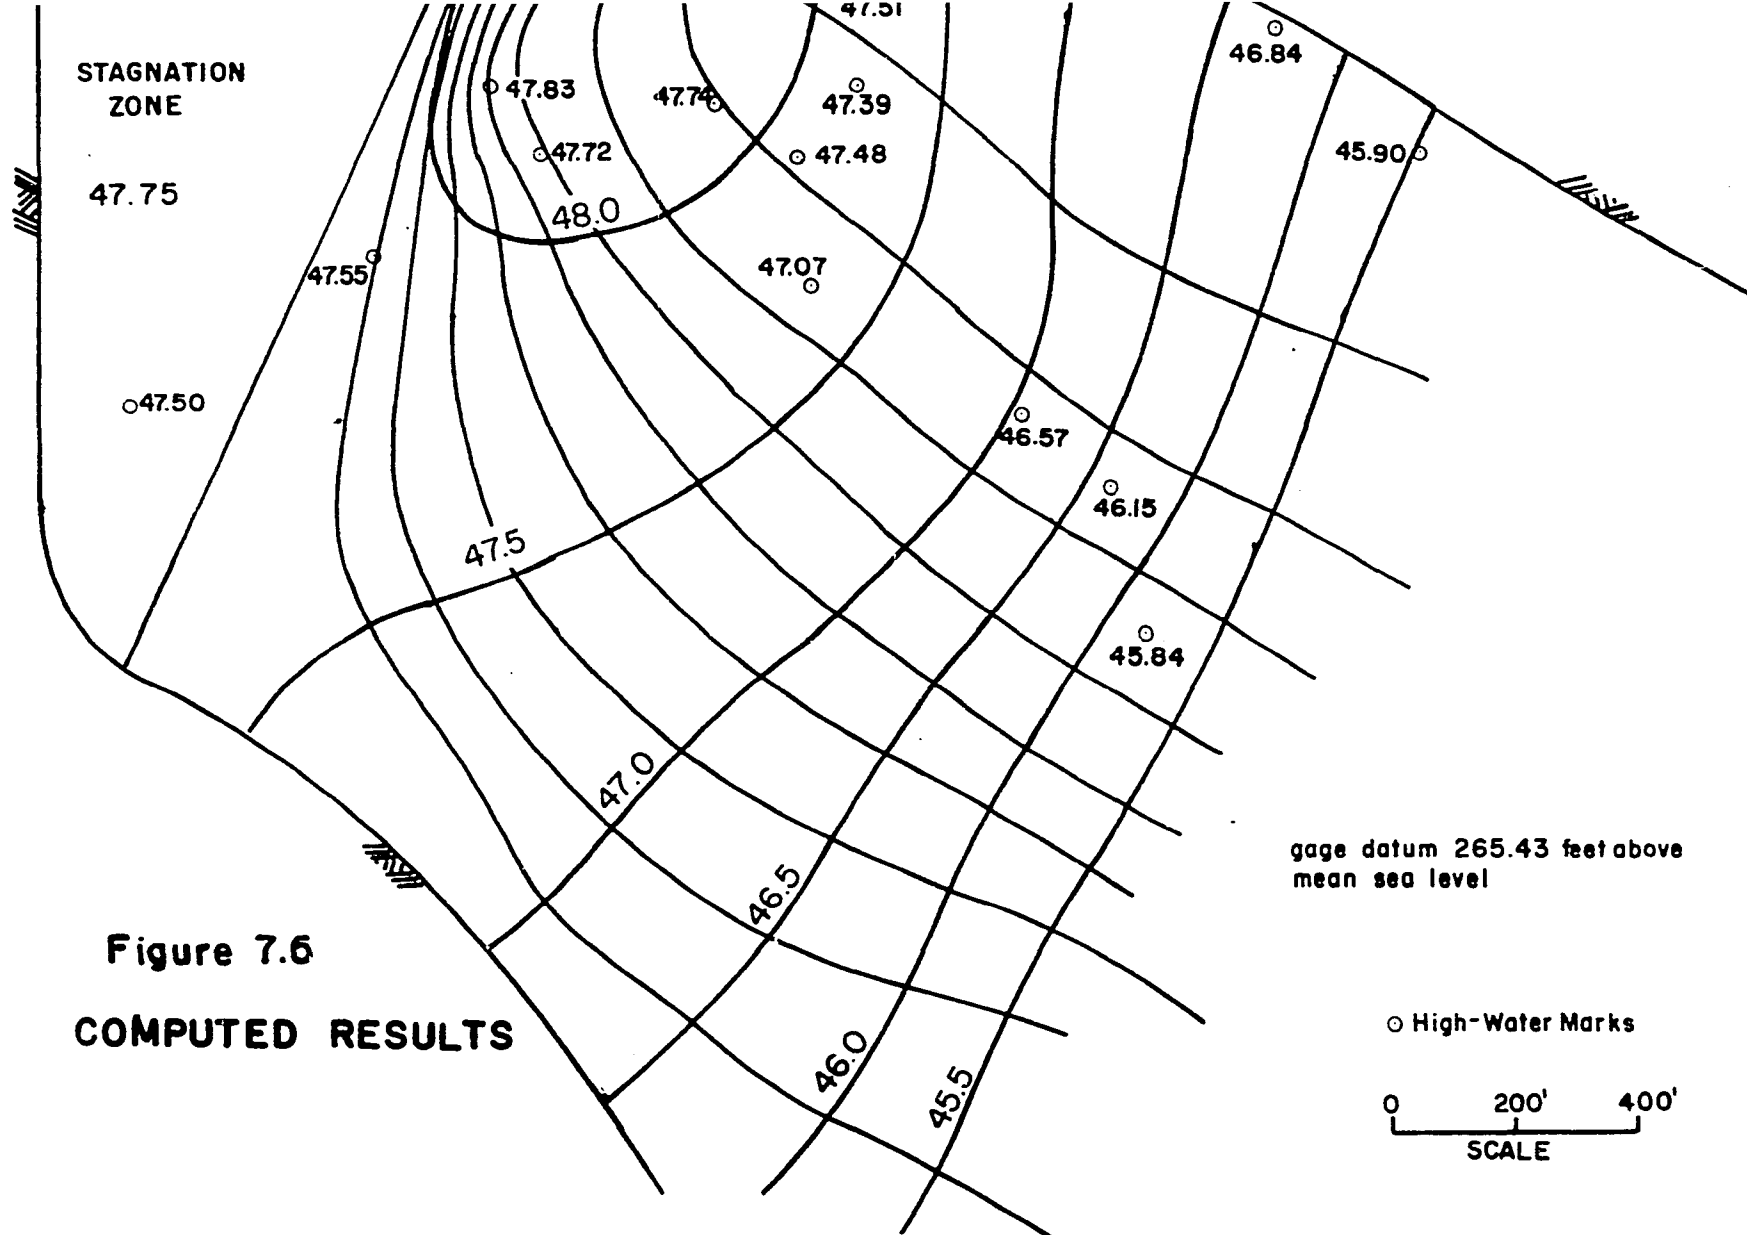 47.51
46.84
STAGNATION
ZONE
47.83
47.74
47.39
47.72
47.48
45.90
47.75
48.0
47.55
47.07
47.50
46.57
46.15
47.5
45.84
47.0
gage datum 265.43 feet above
mean sea level
46.5
Figure 7.6
COMPUTED RESULTS
High-Water Marks
46.0
45.5
0 200' 400'
SCALE